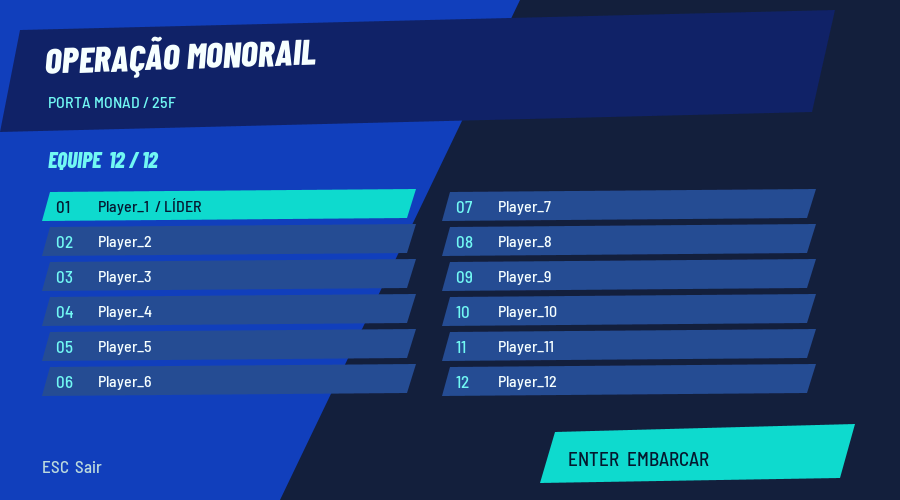 OPERAÇÃO MONORAIL
PORTA MONAD / 25F
EQUIPE 12 / 12
01 Player_1 / LÍDER
02 Player_2
03 Player_3
04 Player_4
05 Player_5
06 Player_6
07 Player_7
08 Player_8
09 Player_9
10 Player_10
11 Player_11
12 Player_12
ESC Sair
ENTER EMBARCAR